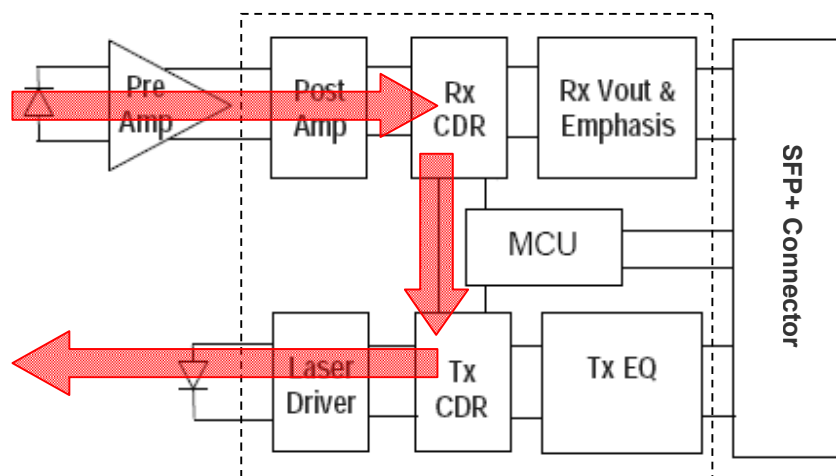 Pre
Amp
Post
Amp
Rx
CDR
Rx Vout &
Emphasis
SFP+ Connector
MCU
Laser
Driver
Tx
CDR
Tx EQ